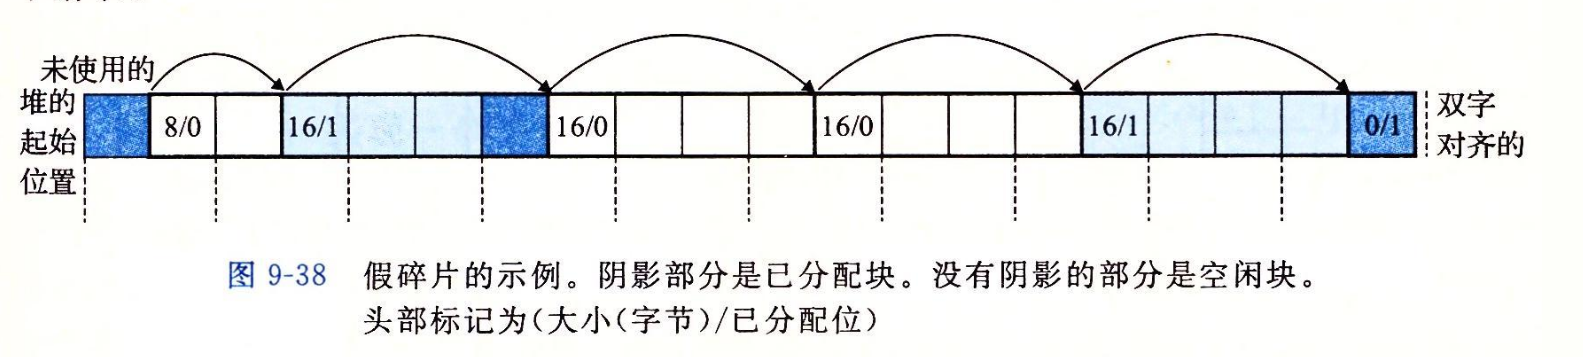 未使用的
堆的
起始
位置
8/0
16/1
16/0
16/0
16/1
0/1
双字
对齐的
图 9-38 假碎片的示例。阴影部分是已分配块。没有阴影的部分是空闲块。
头部标记为(大小(字节)/已分配位)